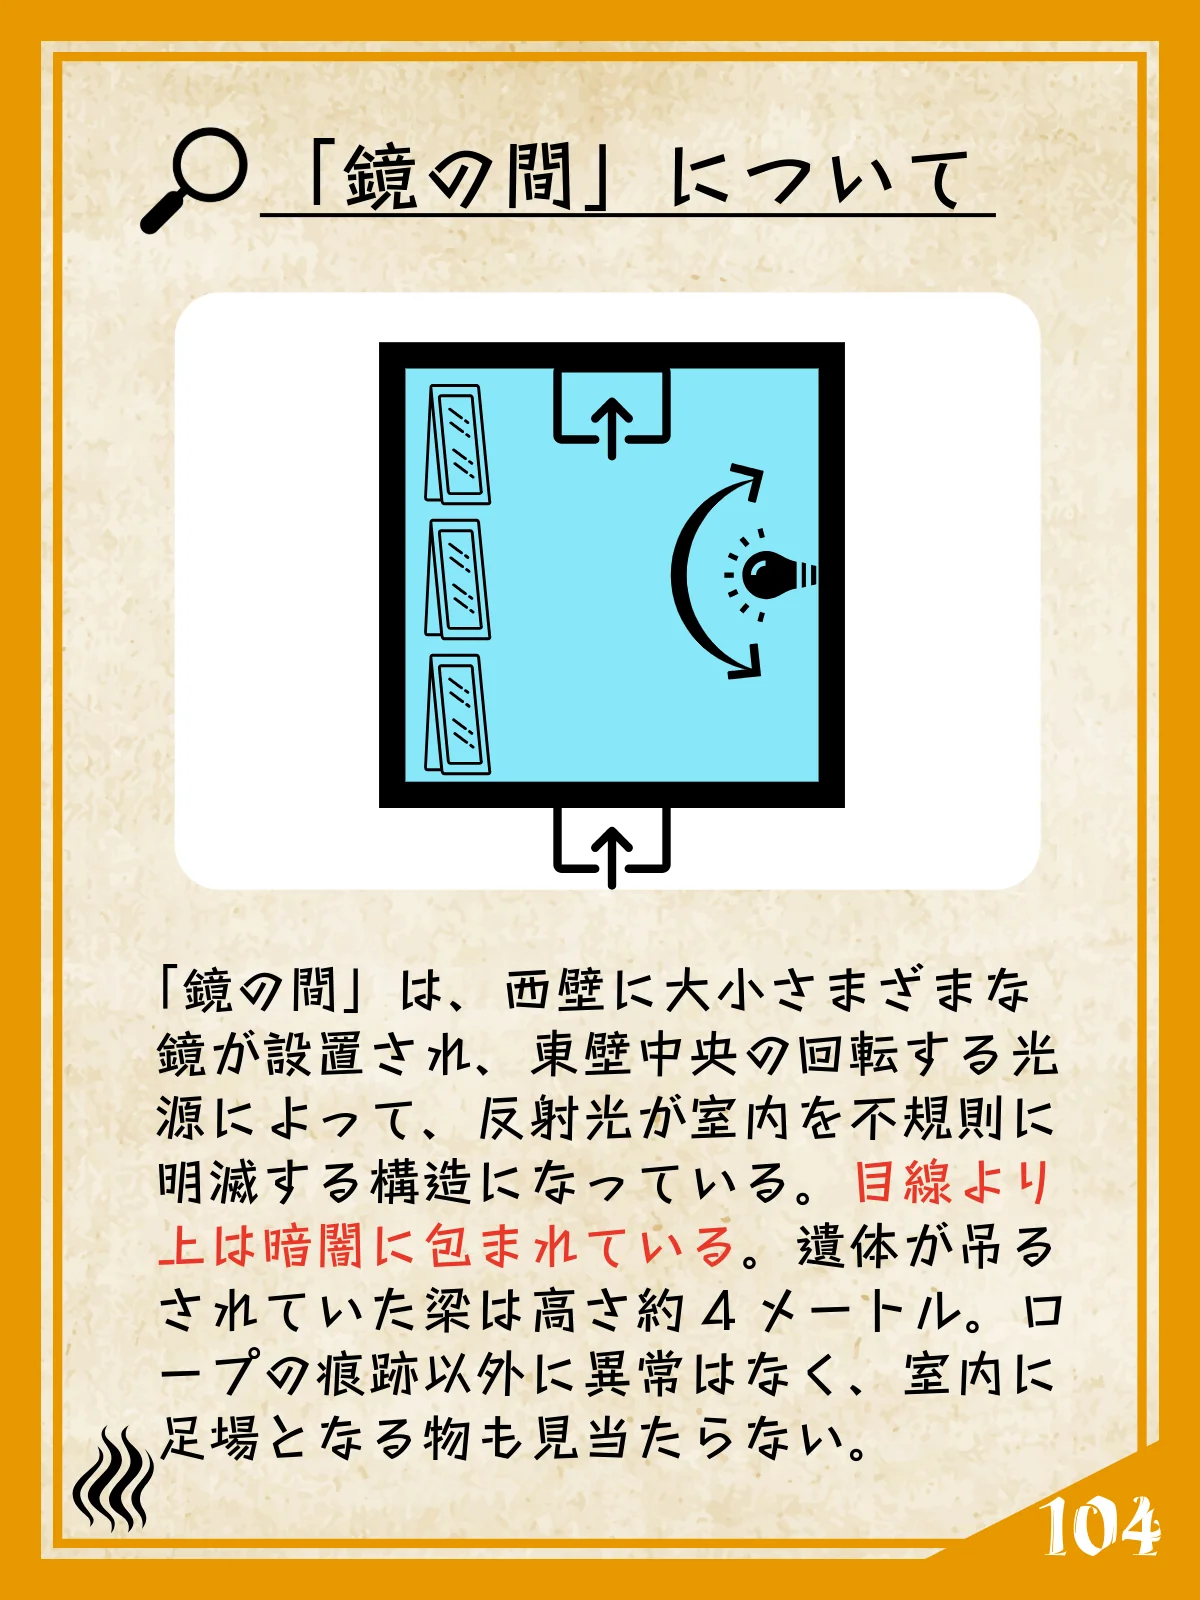 「鏡の間」について
「鏡の間」は、西壁に大小さまざまな
鏡が設置され、東壁中央の回転する光
源によって、反射光が室内を不規則に
明滅する構造になっている。目線より
上は暗闇に包まれている。遺体が吊る
されていた梁は高さ約4メートル。ロ
ープの痕跡以外に異常はなく、室内に
足場となる物も見当たらない。
104